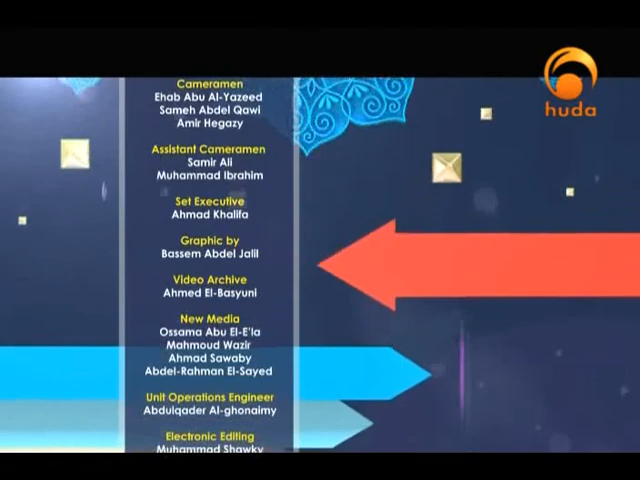 huda
Cameramen
Ehab Abu Al-Yazeed
Sameh Abdel Qawi
Amir Hegazy
Assistant Cameramen
Samir Ali
Muhammad Ibrahim
Set Executive
Ahmad Khalifa
Graphic by
Bassem Abdel Jalil
Video Archive
Ahmed El-Basyuni
New Media
Ossama Abu El-E'la
Mahmoud Wazir
Ahmad Sawaby
Abdel-Rahman El-Sayed
Unit Operations Engineer
Abdulqader Al-ghonaimy
Electronic Editing
Muhammad Shawky